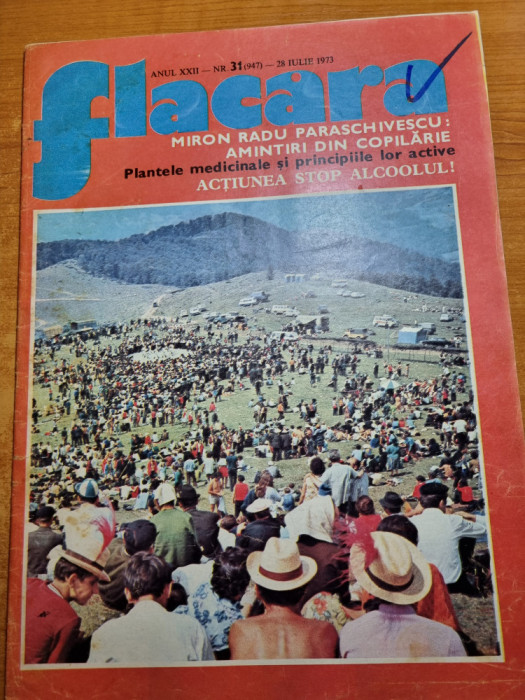 ANUL XXII — NR 31 (947) — 28 IULIE 1973
flacara
MIRON RADU PARASCHIVESCU:
AMINTIRI DIN COPILĂRIE
Plantele medicinale și principiile lor active
ACȚIUNEA STOP ALCOOLUL!